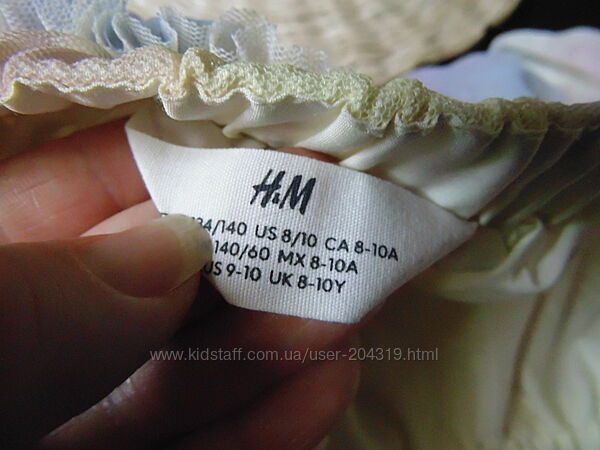 H&M
134/140 US 8/10 CA 8-10A
140/60 MX 8-10A
US 9-10 UK 8-10Y
www.kidstaff.com.ua/user-204319.html